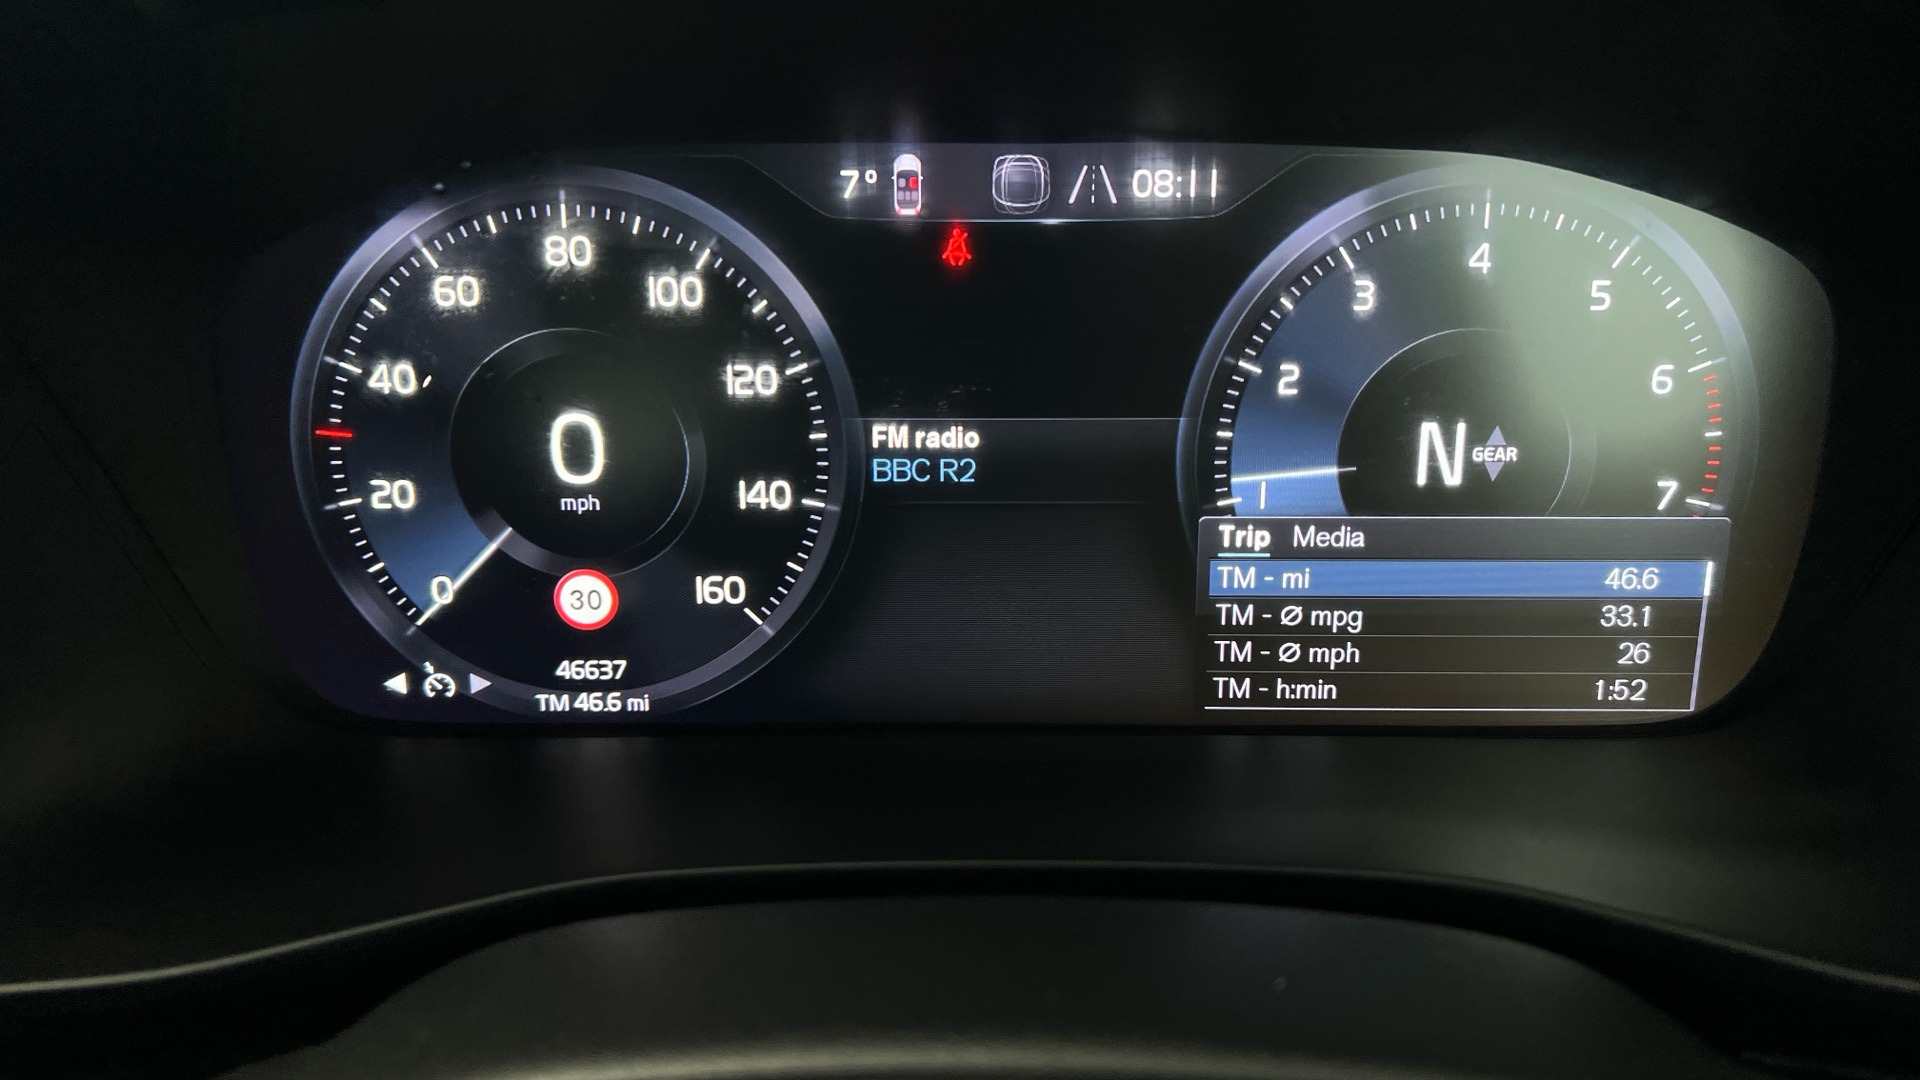 7° 08:11
80
60 100
40 120
0
mph
20 140
0 160
30
46637
TM 46.6 mi
FM radio
BBC R2
4
3 5
2 6
N GEAR
1 7
Trip Media
TM - mi 46.6
TM - Ø mpg 33.1
TM - Ø mph 26
TM - h:min 1:52